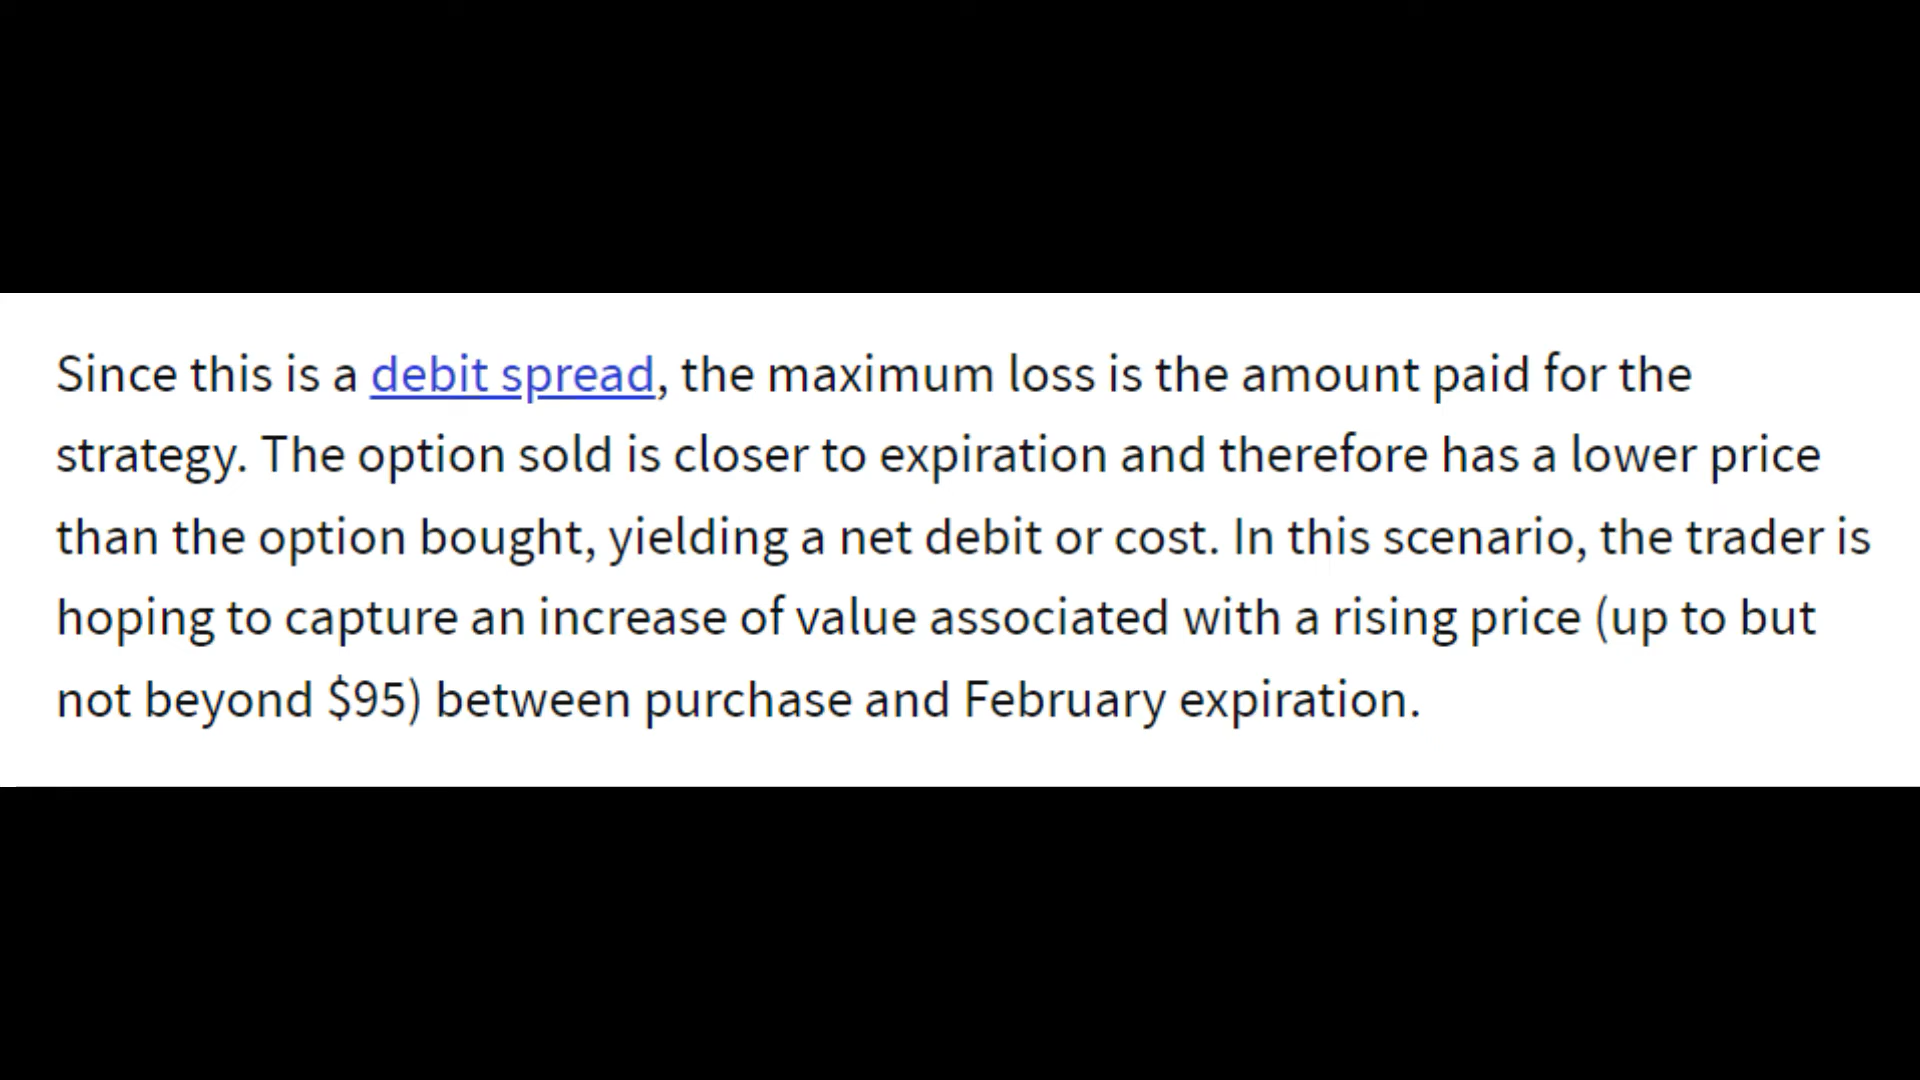 Since this is a debit spread, the maximum loss is the amount paid for the
strategy. The option sold is closer to expiration and therefore has a lower price
than the option bought, yielding a net debit or cost. In this scenario, the trader is
hoping to capture an increase of value associated with a rising price (up to but
not beyond $95) between purchase and February expiration.